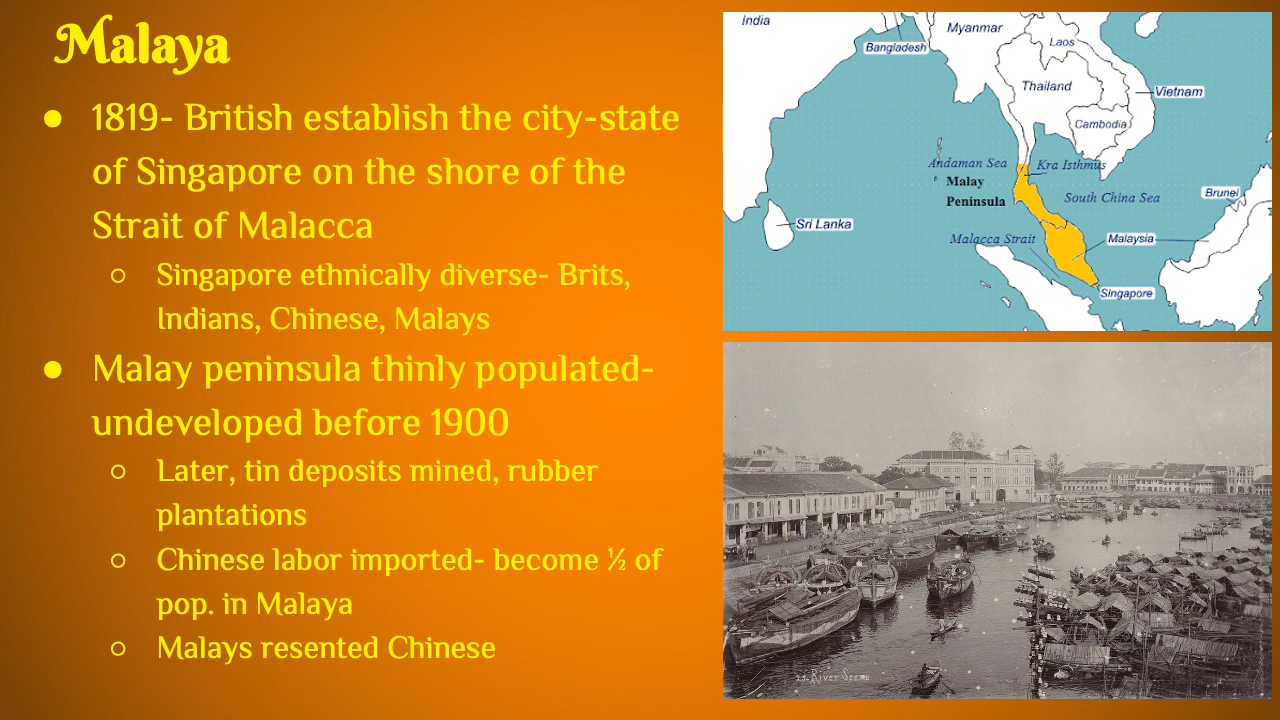 Malaya
● 1819- British establish the city-state
of Singapore on the shore of the
Strait of Malacca
○ Singapore ethnically diverse- Brits,
Indians, Chinese, Malays
● Malay peninsula thinly populated-
undeveloped before 1900
○ Later, tin deposits mined, rubber
plantations
○ Chinese labor imported- become ½ of
pop. in Malaya
○ Malays resented Chinese
India
Myanmar
Bangladesh
Laos
Thailand
Vietnam
Cambodia
Andaman Sea
Kra Isthmus
Malay
Peninsula
South China Sea
Brunei
Sri Lanka
Malacca Strait
Malaysia
Singapore
River Scene